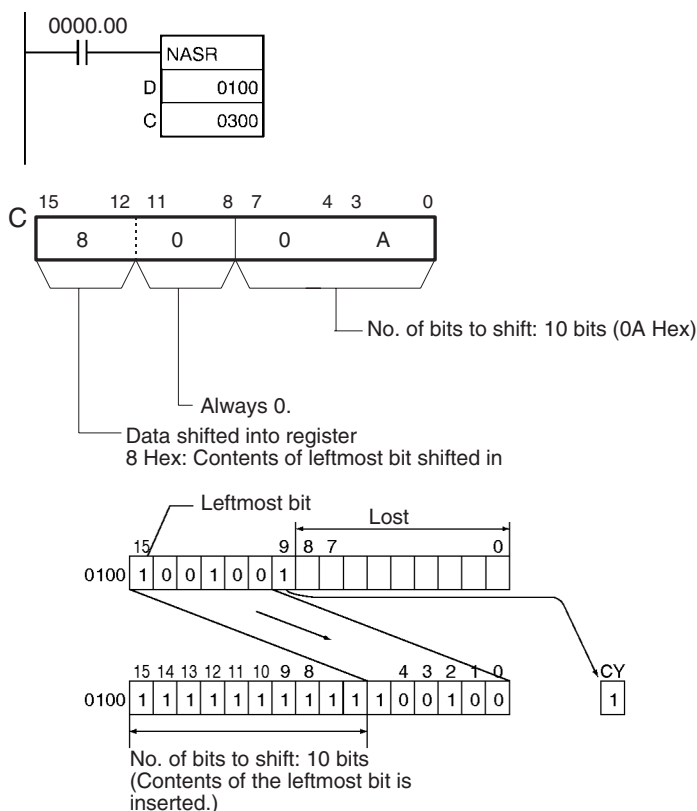 0000.00
NASR
D 0100
C 0300
15 12 11 8 7 4 3 0
C 8 0 0 A
No. of bits to shift: 10 bits (0A Hex)
Always 0.
Data shifted into register
8 Hex: Contents of leftmost bit shifted in
Leftmost bit
Lost
15 9 8 7 0
0100 1 0 0 1 0 0 1
15 14 13 12 11 10 9 8 4 3 2 1 0 CY
0100 1 1 1 1 1 1 1 1 1 1 1 0 0 1 0 0 1
No. of bits to shift: 10 bits
(Contents of the leftmost bit is
inserted.)